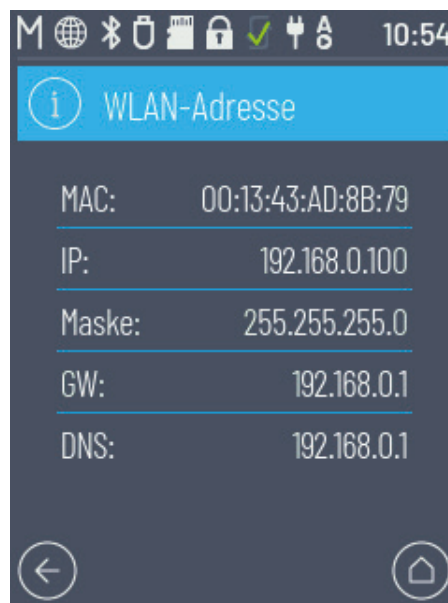 M A 8 10:54
i WLAN-Adresse
MAC: 00:13:43:AD:8B:79
IP: 192.168.0.100
Maske: 255.255.255.0
GW: 192.168.0.1
DNS: 192.168.0.1